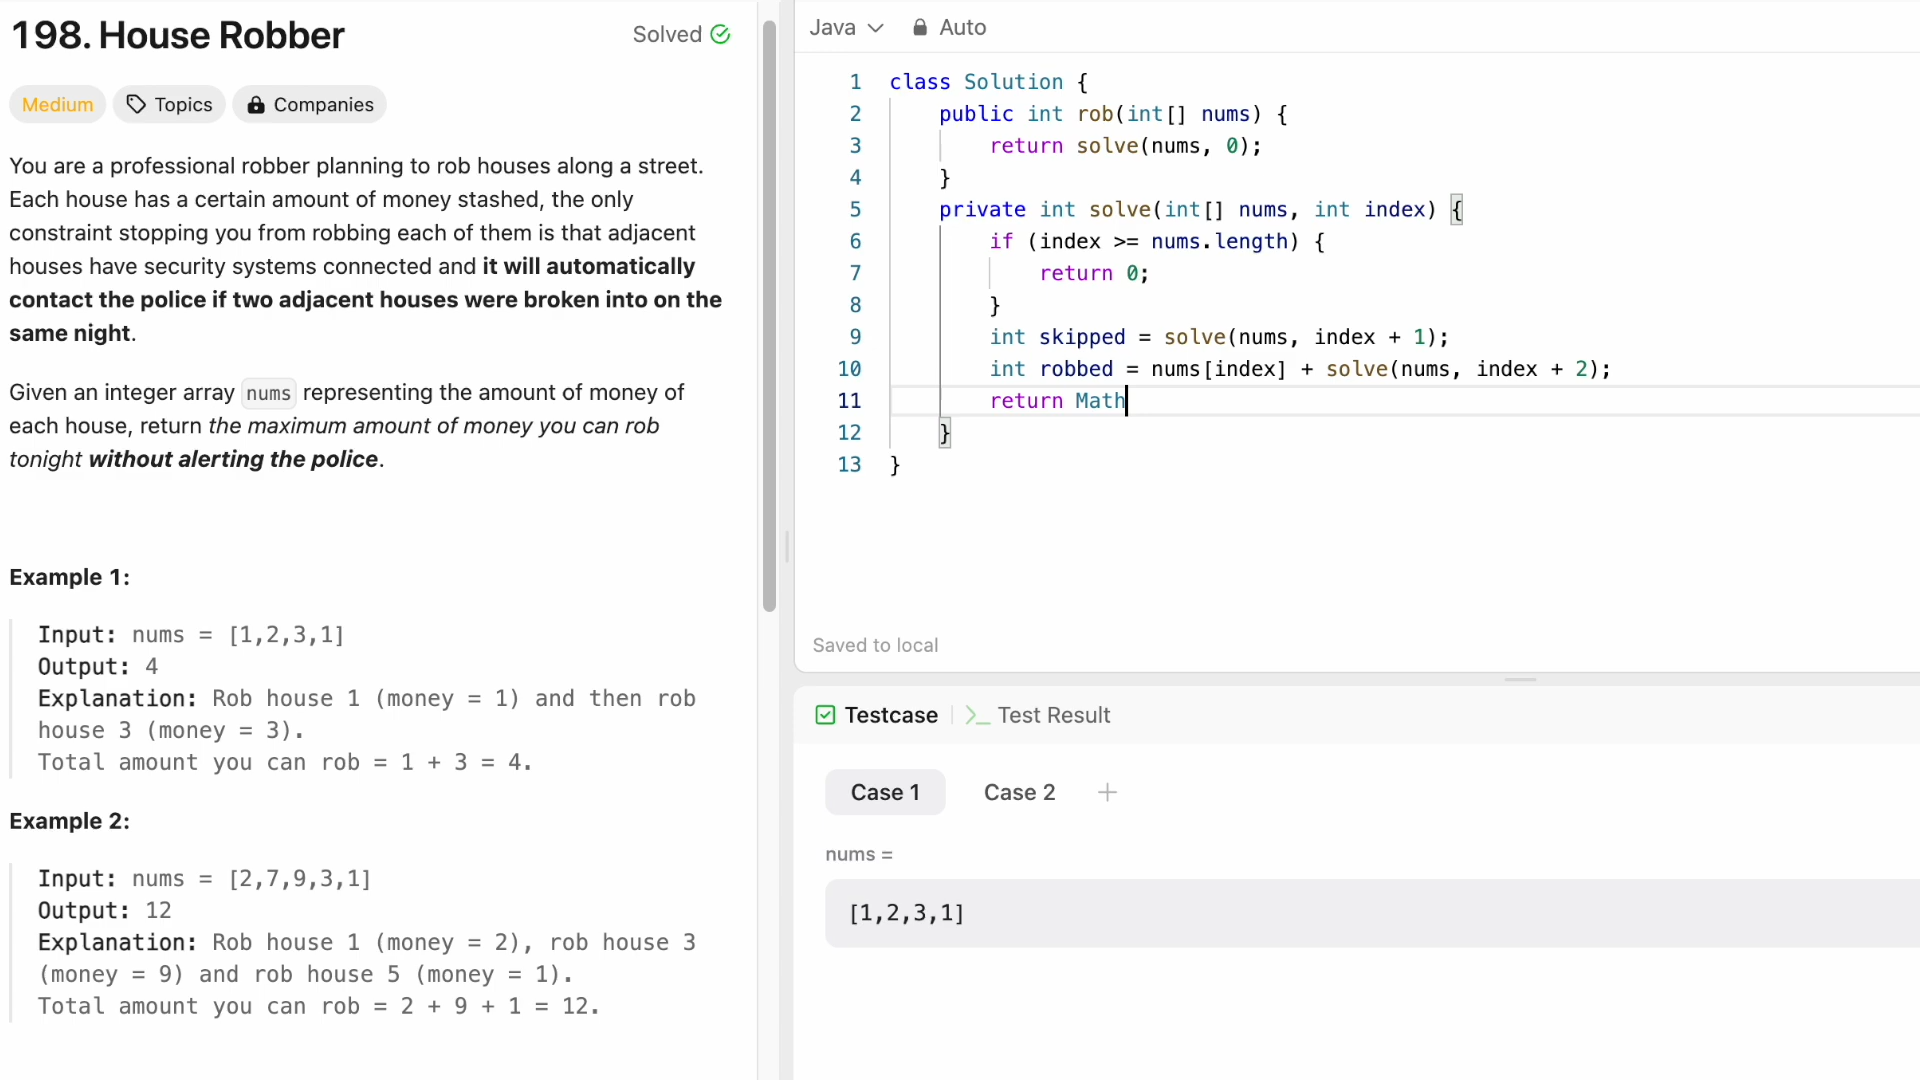 198. House Robber
Solved
Medium
Topics
Companies
You are a professional robber planning to rob houses along a street.
Each house has a certain amount of money stashed, the only
constraint stopping you from robbing each of them is that adjacent
houses have security systems connected and it will automatically
contact the police if two adjacent houses were broken into on the
same night.
Given an integer array nums representing the amount of money of
each house, return the maximum amount of money you can rob
tonight without alerting the police.
Example 1:
Input: nums = [1,2,3,1]
Output: 4
Explanation: Rob house 1 (money = 1) and then rob
house 3 (money = 3).
Total amount you can rob = 1 + 3 = 4.
Example 2:
Input: nums = [2,7,9,3,1]
Output: 12
Explanation: Rob house 1 (money = 2), rob house 3
(money = 9) and rob house 5 (money = 1).
Total amount you can rob = 2 + 9 + 1 = 12.
Java
Auto
1 class Solution {
2     public int rob(int[] nums) {
3         return solve(nums, 0);
4     }
5     private int solve(int[] nums, int index) {
6         if (index >= nums.length) {
7             return 0;
8         }
9         int skipped = solve(nums, index + 1);
10         int robbed = nums[index] + solve(nums, index + 2);
11         return Math
12     }
13 }
Saved to local
Testcase
>_ Test Result
Case 1
Case 2
+
nums =
[1,2,3,1]